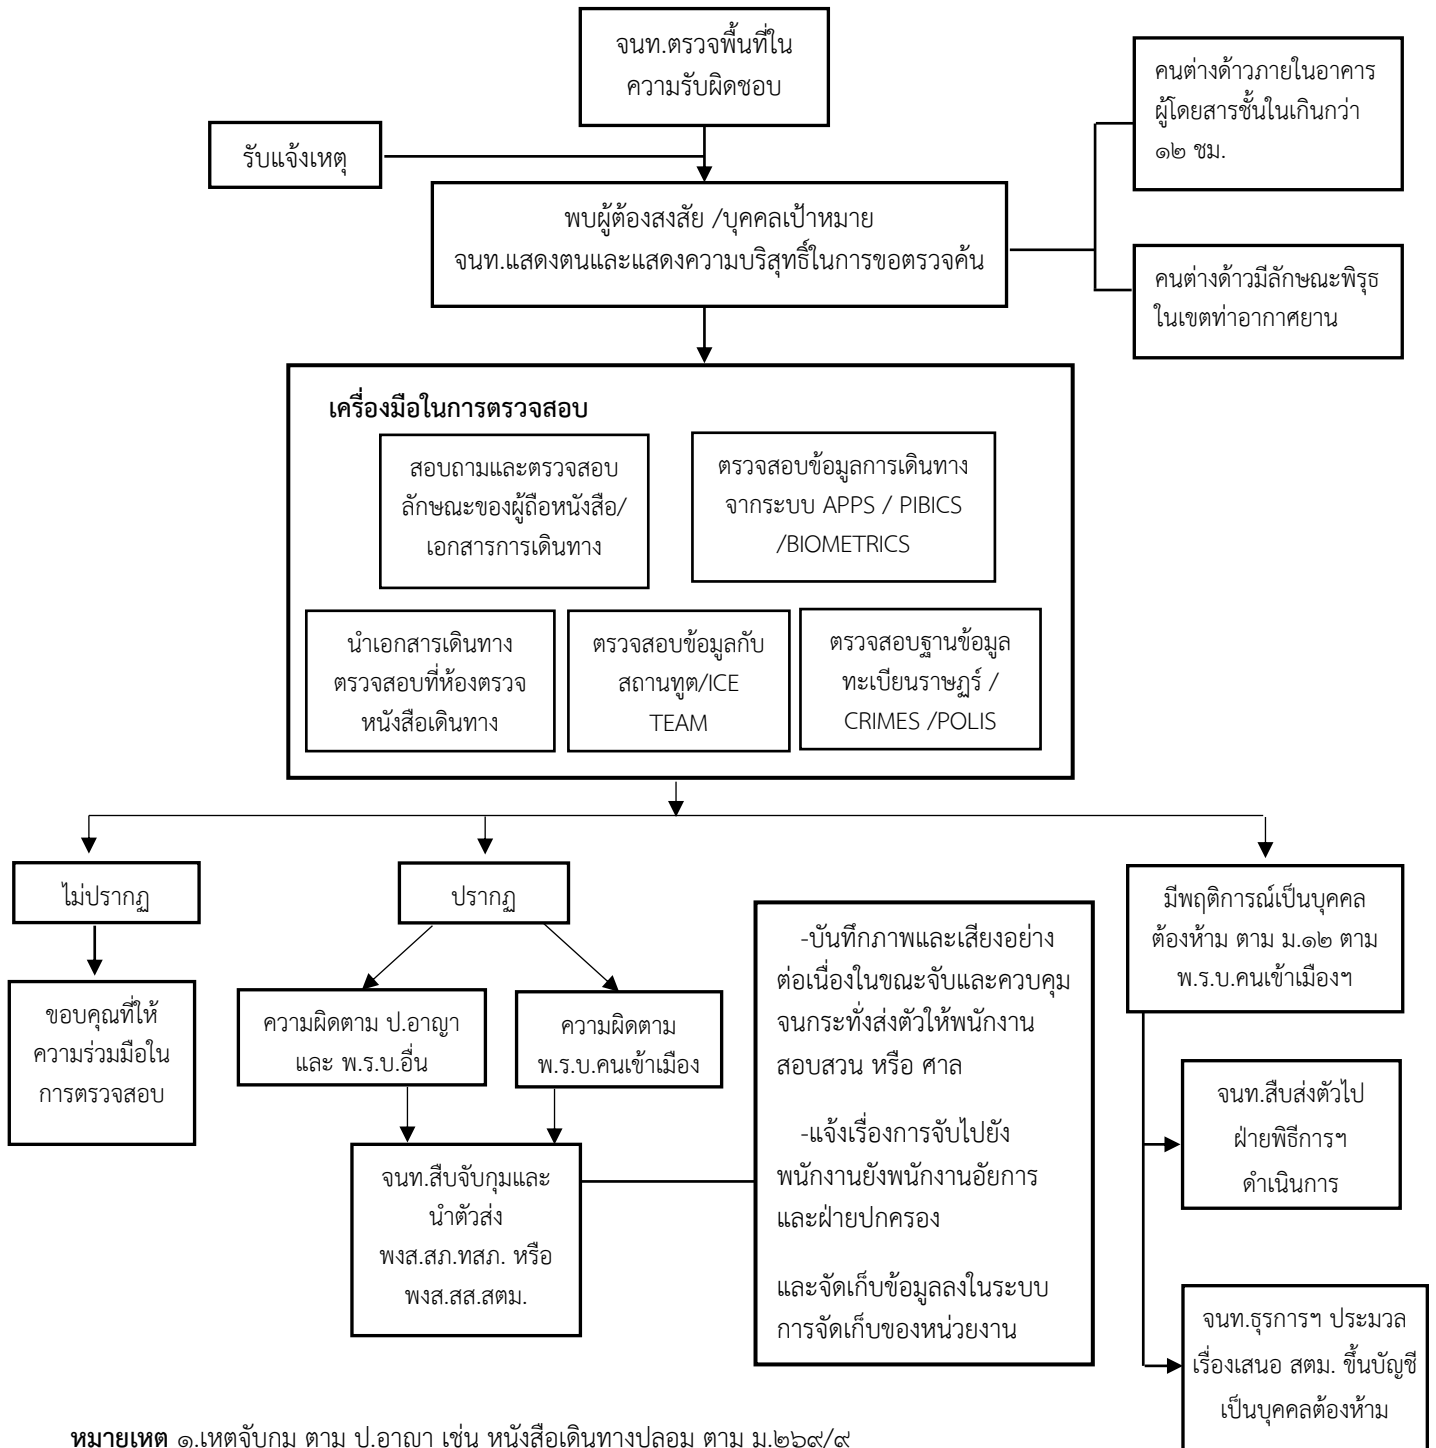 จนท.ตรวจพื้นที่ใน
ความรับผิดชอบ
รับแจ้งเหตุ
คนต่างด้าวภายในอาคาร
ผู้โดยสารชั้นในเกินกว่า
๑๒ ชม.
พบผู้ต้องสงสัย /บุคคลเป้าหมาย
จนท.แสดงตนและแสดงความบริสุทธิ์ในการขอตรวจค้น
คนต่างด้าวมีลักษณะพิรุธ
ในเขตท่าอากาศยาน
เครื่องมือในการตรวจสอบ
สอบถามและตรวจสอบ
ลักษณะของผู้ถือหนังสือ/
เอกสารการเดินทาง
ตรวจสอบข้อมูลการเดินทาง
จากระบบ APPS / PIBICS
/BIOMETRICS
นำเอกสารเดินทาง
ตรวจสอบที่ห้องตรวจ
หนังสือเดินทาง
ตรวจสอบข้อมูลกับ
สถานทูต/ICE
TEAM
ตรวจสอบฐานข้อมูล
ทะเบียนราษฎร์ /
CRIMES /POLIS
ไม่ปรากฏ
ขอบคุณที่ให้
ความร่วมมือใน
การตรวจสอบ
ปรากฏ
ความผิดตาม ป.อาญา
และ พ.ร.บ.อื่น
ความผิดตาม
พ.ร.บ.คนเข้าเมือง
จนท.สืบจับกุมและ
นำตัวส่ง
พงส.สภ.ทสภ. หรือ
พงส.สส.สตม.
-บันทึกภาพและเสียงอย่าง
ต่อเนื่องในขณะจับและควบคุม
จนกระทั่งส่งตัวให้พนักงาน
สอบสวน หรือ ศาล
-แจ้งเรื่องการจับไปยัง
พนักงานยังพนักงานอัยการ
และฝ่ายปกครอง
และจัดเก็บข้อมูลลงในระบบ
การจัดเก็บของหน่วยงาน
มีพฤติการณ์เป็นบุคคล
ต้องห้าม ตาม ม.๑๒ ตาม
พ.ร.บ.คนเข้าเมืองฯ
จนท.สืบส่งตัวไป
ฝ่ายพิธีการฯ
ดำเนินการ
จนท.ธุรการฯ ประมวล
เรื่องเสนอ สตม. ขึ้นบัญชี
เป็นบุคคลต้องห้าม
หมายเหต ๑.เหตจับกม ตาม ป.อาญา เช่น หนังสือเดินทางปลอม ตาม ม.๒๖๙/๙